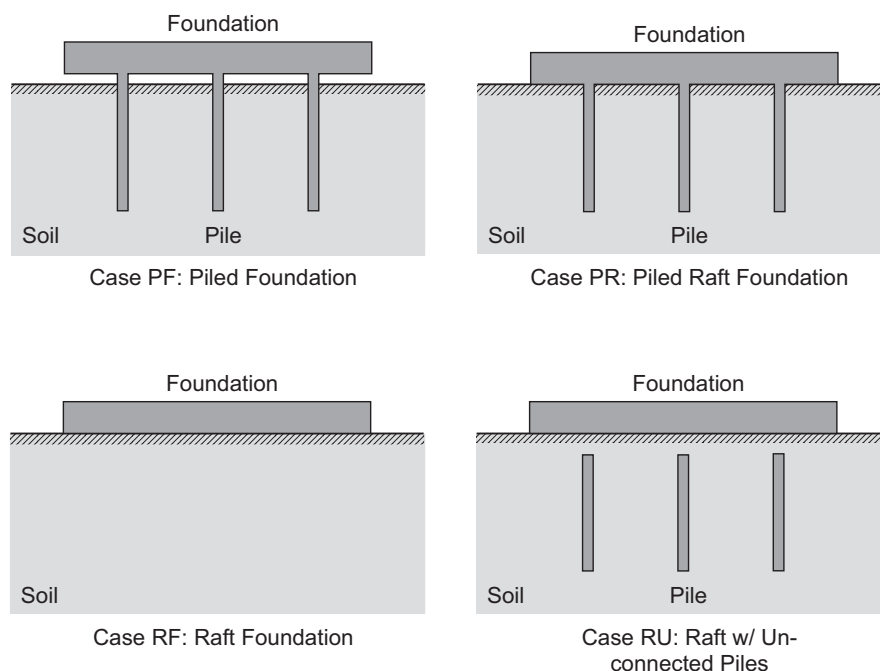 Foundation
Soil
Pile
Case PF: Piled Foundation
Foundation
Soil
Pile
Case PR: Piled Raft Foundation
Foundation
Soil
Case RF: Raft Foundation
Foundation
Soil
Pile
Case RU: Raft w/ Un-
connected Piles